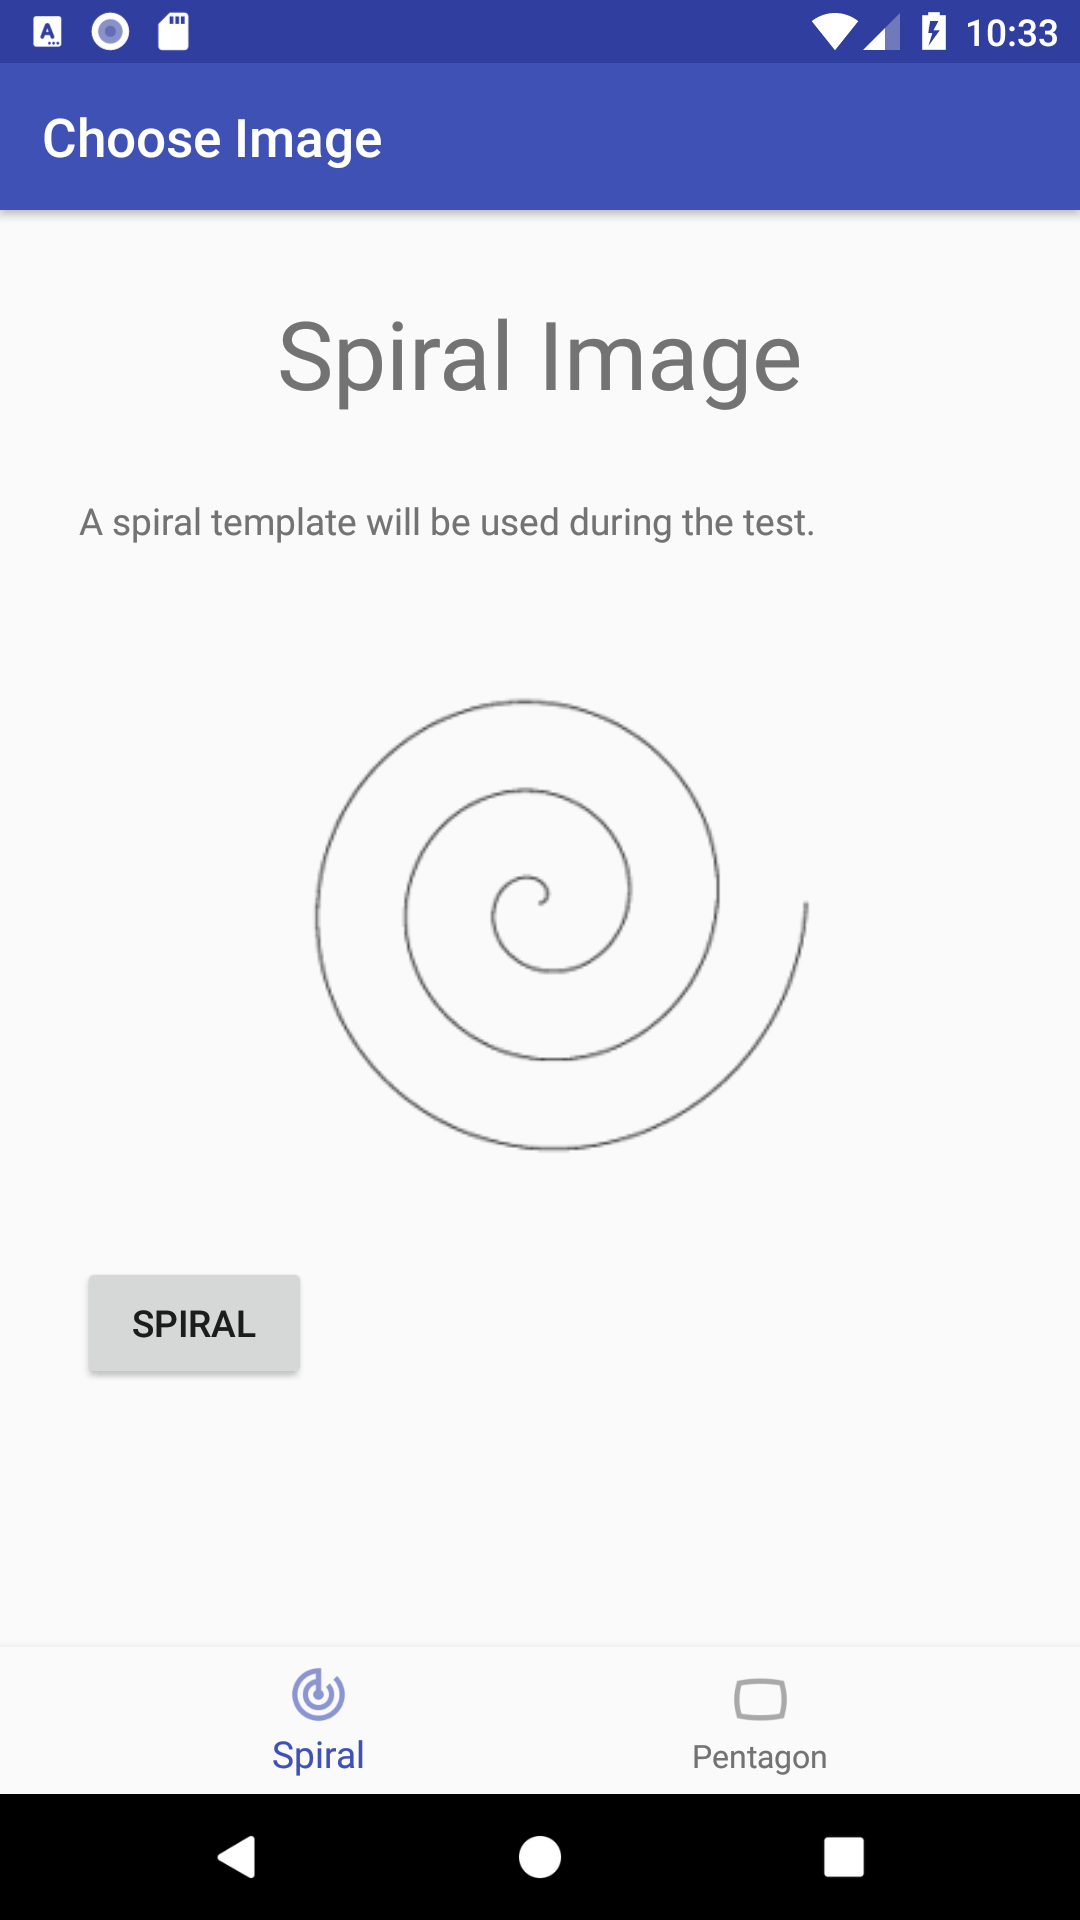 10:33
Choose Image
Spiral Image
A spiral template will be used during the test.
SPIRAL
Spiral
Pentagon